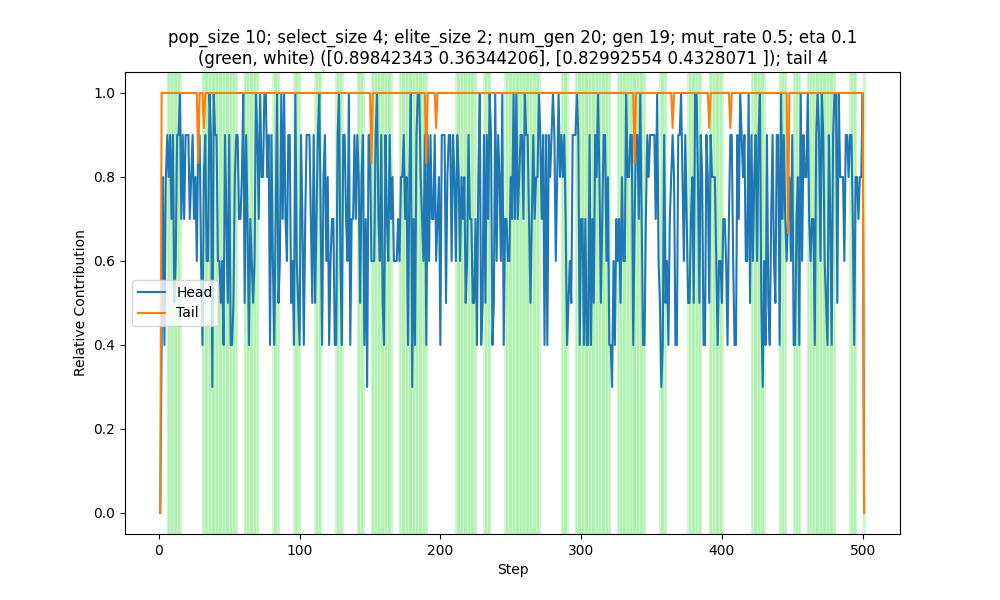 pop_size 10; select_size 4; elite_size 2; num_gen 20; gen 19; mut_rate 0.5; eta 0.1
(green, white) ([0.89842343 0.36344206], [0.82992554 0.4328071 ]); tail 4
1.0
0.8
0.6
0.4
0.2
0.0
Relative Contribution
Head
Tail
0
100
200
300
400
500
Step